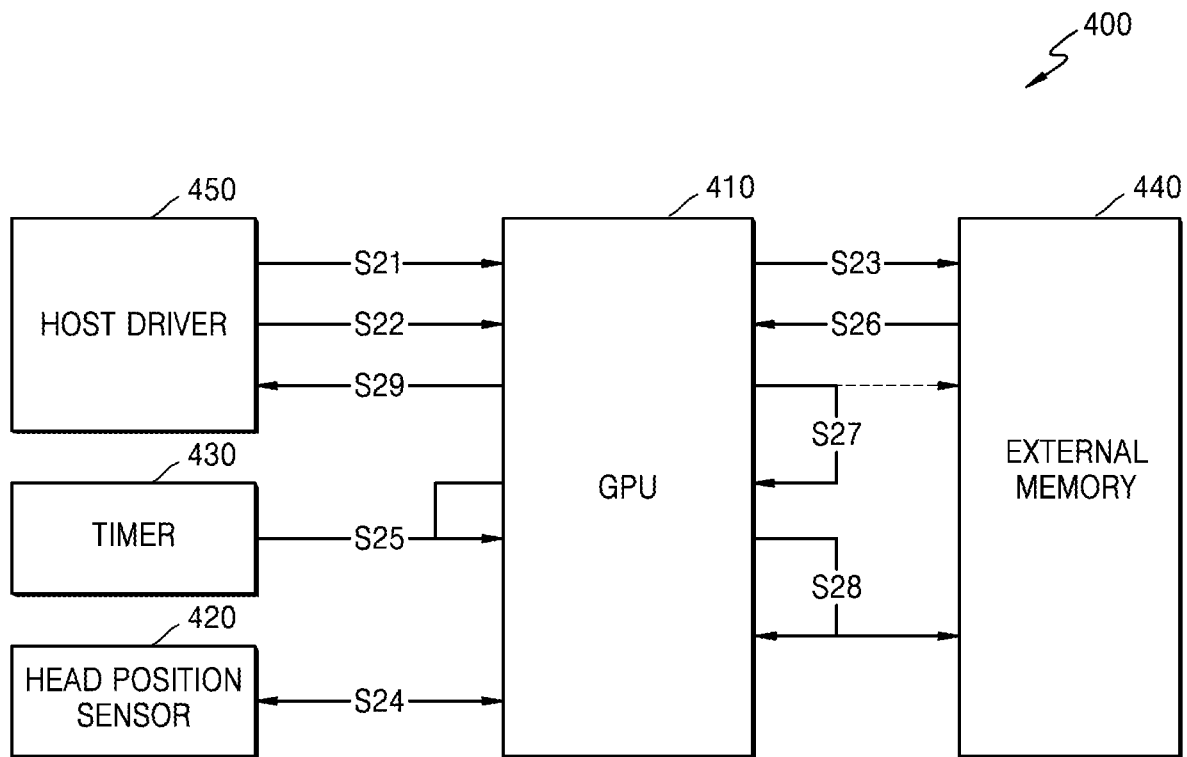 400
450
410
440
HOST DRIVER
S21
S22
S29
GPU
S23
S26
S27
S28
EXTERNAL
MEMORY
430
TIMER
S25
420
HEAD POSITION
SENSOR
S24